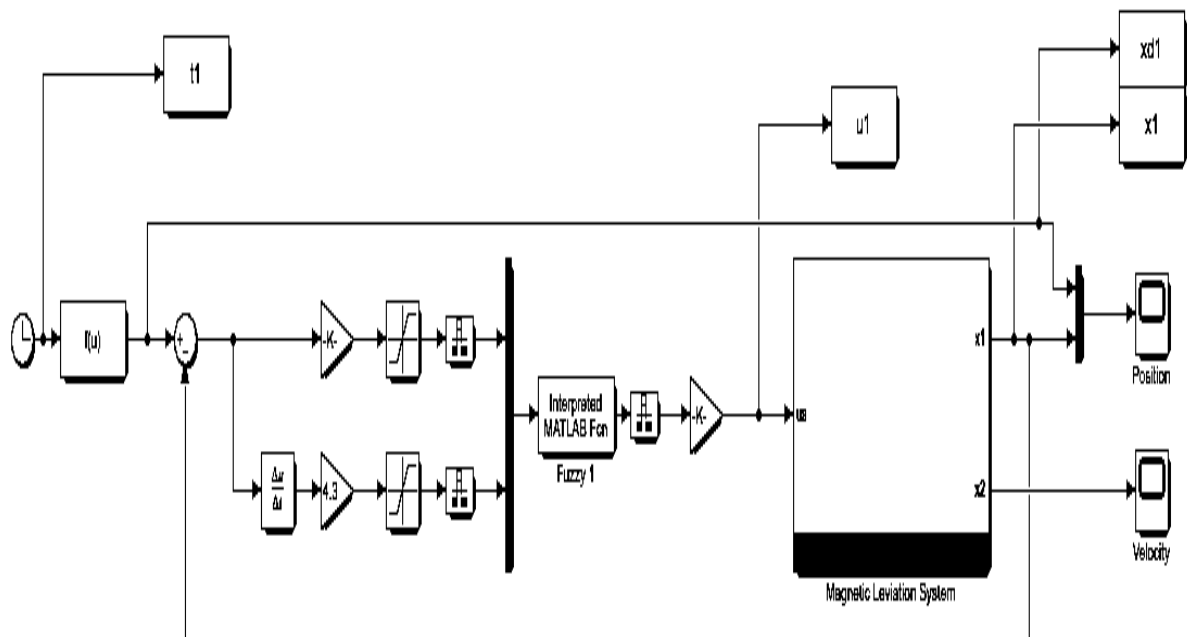 t1
xd1
x1
u1
f(u)
+
−
-K-
Δu
Δt
4.3
Interpreted
MATLAB Fcn
Fuzzy 1
-K-
x1
x2
Magnetic Leviation System
Position
Velocity